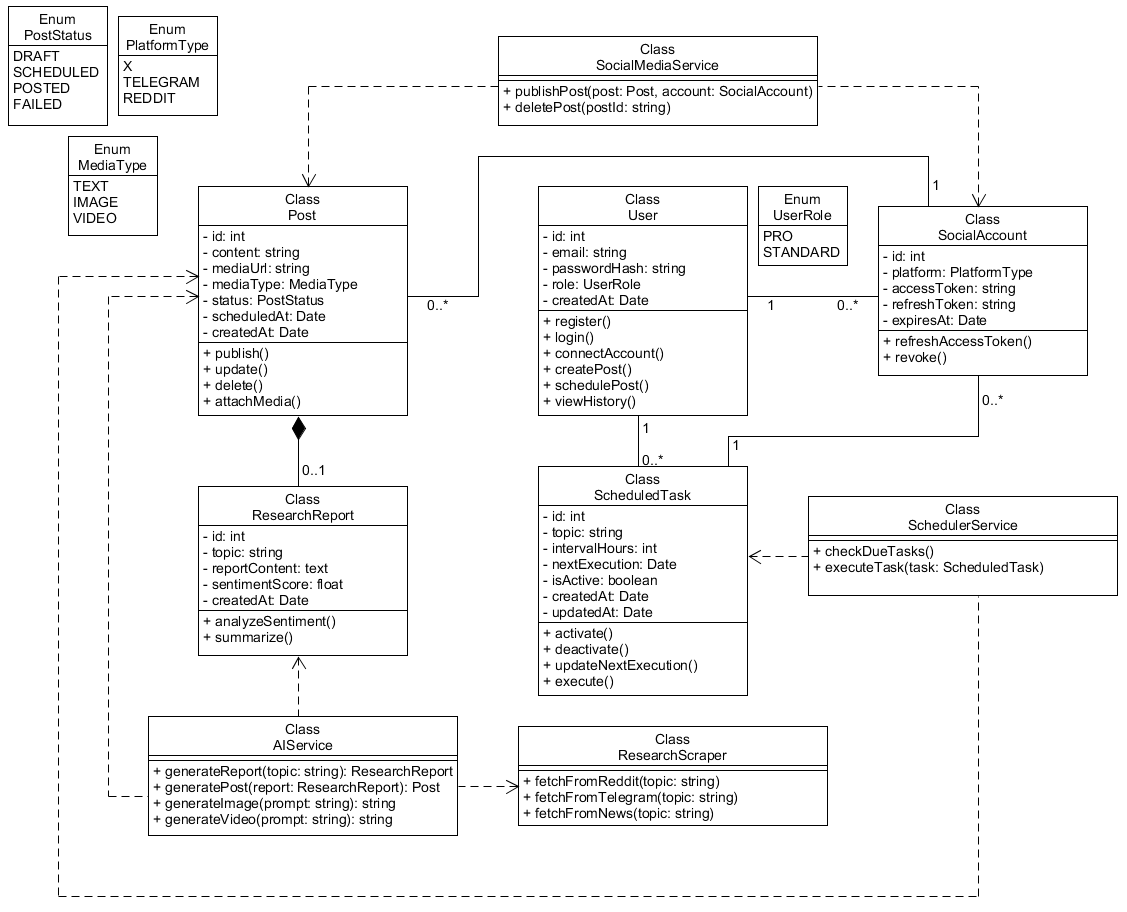 Enum
PostStatus
DRAFT
SCHEDULED
POSTED
FAILED
Enum
PlatformType
X
TELEGRAM
REDDIT
Enum
MediaType
TEXT
IMAGE
VIDEO
Class
SocialMediaService
+ publishPost(post: Post, account: SocialAccount)
+ deletePost(postId: string)
Class
Post
- id: int
- content: string
- mediaUrl: string
- mediaType: MediaType
- status: PostStatus
- scheduledAt: Date
- createdAt: Date
+ publish()
+ update()
+ delete()
+ attachMedia()
0..*
1
Class
User
- id: int
- email: string
- passwordHash: string
- role: UserRole
- createdAt: Date
+ register()
+ login()
+ connectAccount()
+ createPost()
+ schedulePost()
+ viewHistory()
Enum
UserRole
PRO
STANDARD
1
0..*
Class
SocialAccount
- id: int
- platform: PlatformType
- accessToken: string
- refreshToken: string
- expiresAt: Date
+ refreshAccessToken()
+ revoke()
0..*
1
1
0..*
0..1
Class
ResearchReport
- id: int
- topic: string
- reportContent: text
- sentimentScore: float
- createdAt: Date
+ analyzeSentiment()
+ summarize()
Class
ScheduledTask
- id: int
- topic: string
- intervalHours: int
- nextExecution: Date
- isActive: boolean
- createdAt: Date
- updatedAt: Date
+ activate()
+ deactivate()
+ updateNextExecution()
+ execute()
Class
SchedulerService
+ checkDueTasks()
+ executeTask(task: ScheduledTask)
Class
AIService
+ generateReport(topic: string): ResearchReport
+ generatePost(report: ResearchReport): Post
+ generateImage(prompt: string): string
+ generateVideo(prompt: string): string
Class
ResearchScraper
+ fetchFromReddit(topic: string)
+ fetchFromTelegram(topic: string)
+ fetchFromNews(topic: string)